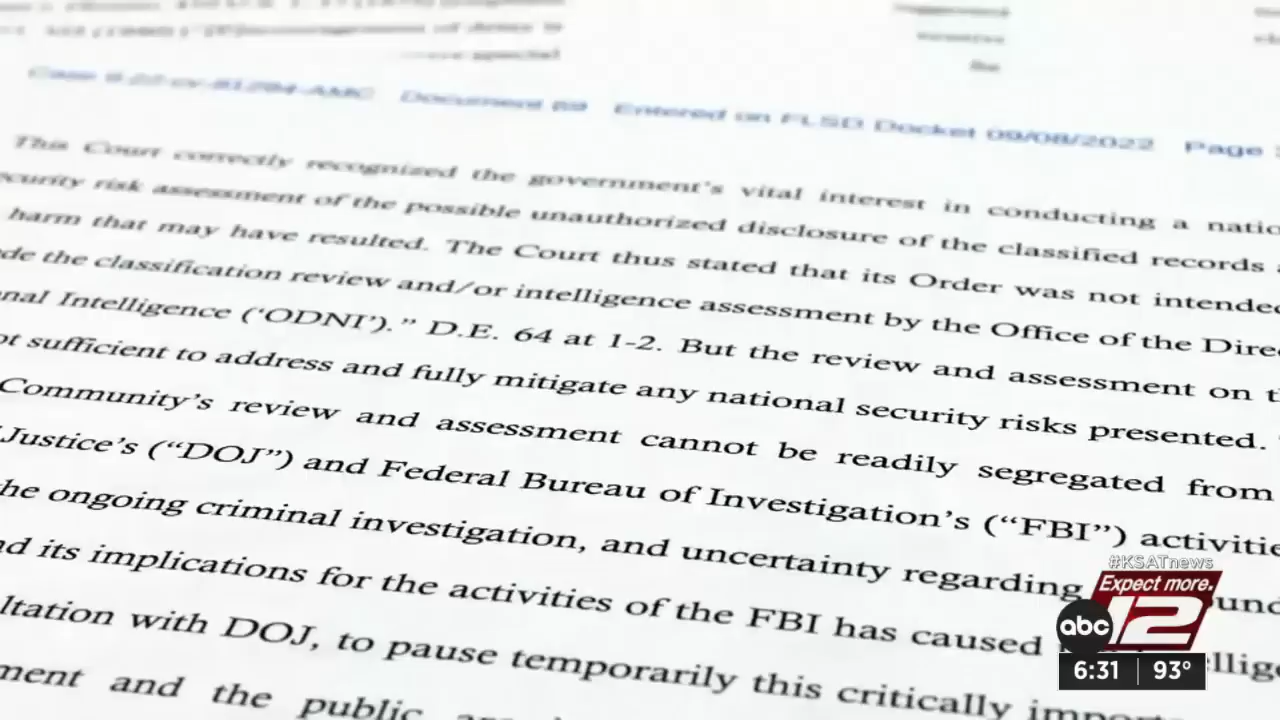 special
be
Case 9:22-cv-81294-AMC Document 69 Entered on FLSD Docket 09/08/2022 Page
This Court correctly recognized the government's vital interest in conducting a natio
ecurity risk assessment of the possible unauthorized disclosure of the classified records
harm that may have resulted. The Court thus stated that its Order was not intended
de the classification review and/or intelligence assessment by the Office of the Direc
nal Intelligence ('ODNI')." D.E. 64 at 1-2. But the review and assessment on t
ot sufficient to address and fully mitigate any national security risks presented.
Community's review and assessment cannot be readily segregated from
Justice's ("DOJ") and Federal Bureau of Investigation's ("FBI") activitie
he ongoing criminal investigation, and uncertainty regarding ound
nd its implications for the activities of the FBI has caused ellige
ltation with DOJ, to pause temporarily this critically importa
ment and the public
#KSATnews
Expect more.
abc 12
6:31 93°